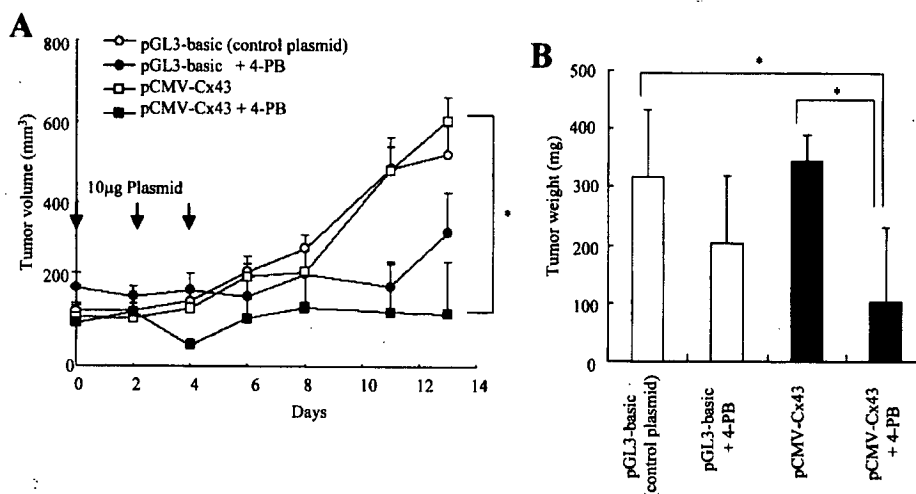 A
800
600
400
200
0
Tumor volume (mm³)
pGL3-basic (control plasmid)
pGL3-basic + 4-PB
pCMV-Cx43
pCMV-Cx43 + 4-PB
10µg Plasmid
*
0 2 4 6 8 10 12 14
Days
B
500
400
300
200
100
0
Tumor weight (mg)
*
*
pGL3-basic
(control plasmid)
pGL3-basic
+ 4-PB
pCMV-Cx43
pCMV-Cx43
+ 4-PB